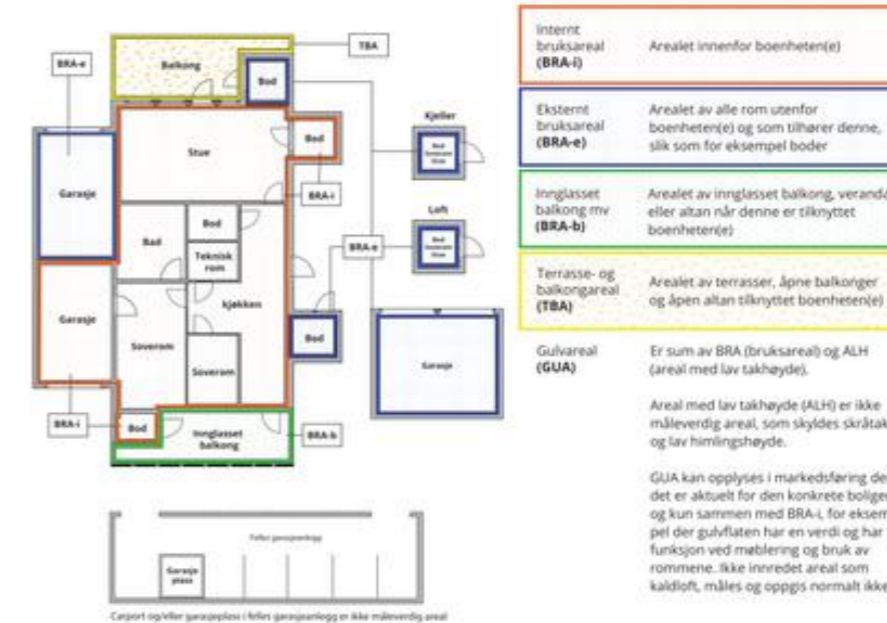 TBA
BRA-e
Balkong
Bod
Kjeller
Stue
Bod
Garasje
BRA-i
Loft
Bod
Bad
Teknisk
rom
BRA-e
kjøkken
Garasje
Soverom
Bod
Garasje
Soverom
BRA-i
Bod
Innglasset
balkong
BRA-b
Felles garasjeanlegg
Garasje
plass
Carport og/eller garasjeplass i felles garasjeanlegg er ikke måleverdig areal
Internt
bruksareal
(BRA-i)
Arealet innenfor boenheten(e)
Eksternt
bruksareal
(BRA-e)
Arealet av alle rom utenfor
boenheten(e) og som tilhører denne,
slik som for eksempel boder
Innglasset
balkong mv
(BRA-b)
Arealet av innglasset balkong, veranda
eller altan når denne er tilknyttet
boenheten(e)
Terrasse- og
balkongareal
(TBA)
Arealet av terrasser, åpne balkonger
og åpen altan tilknyttet boenheten(e)
Gulvareal
(GUA)
Er sum av BRA (bruksareal) og ALH
(areal med lav takhøyde).
Areal med lav takhøyde (ALH) er ikke
måleverdig areal, som skyldes skråtak
og lav himlingshøyde.
GUA kan opplyses i markedsføring de
det er aktuelt for den konkrete bolige
og kun sammen med BRA-i, for eksem
pel der gulvflaten har en verdi og har
funksjon ved møblering og bruk av
rommene. Ikke innredet areal som
kaldloft, måles og oppgis normalt ikke